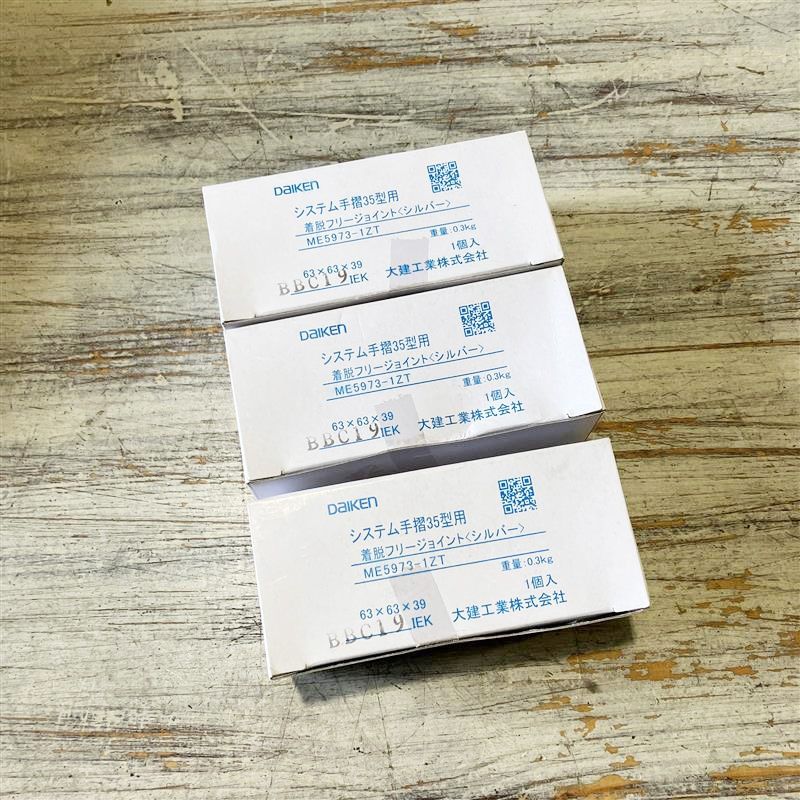 DAIKEN
システム手摺35型用
着脱フリージョイント<シルバー>
ME5973-1ZT 重量:0.3kg
1個入
63×63×39
BBC19 IEK 大建工業株式会社
DAIKEN
システム手摺35型用
着脱フリージョイント<シルバー>
ME5973-1ZT 重量:0.3kg
1個入
63×63×39
BBC19 IEK 大建工業株式会社
DAIKEN
システム手摺35型用
着脱フリージョイント<シルバー>
ME5973-1ZT 重量:0.3kg
1個入
63×63×39
BBC19 IEK 大建工業株式会社